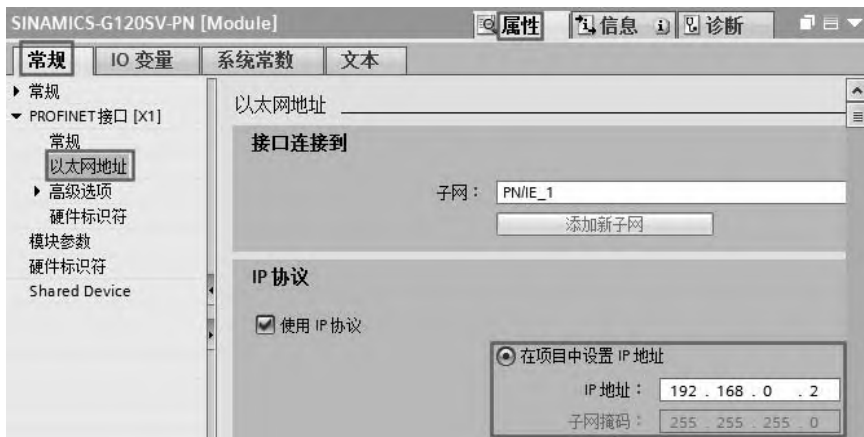 SINAMICS-G120SV-PN [Module]
属性 信息 诊断
常规 IO 变量 系统常数 文本
常规
PROFINET接口 [X1]
常规
以太网地址
高级选项
硬件标识符
模块参数
硬件标识符
Shared Device
以太网地址
接口连接到
子网： PN/IE_1
添加新子网
IP 协议
使用 IP 协议
在项目中设置 IP 地址
IP 地址： 192 . 168 . 0 . 2
子网掩码： 255 . 255 . 255 . 0